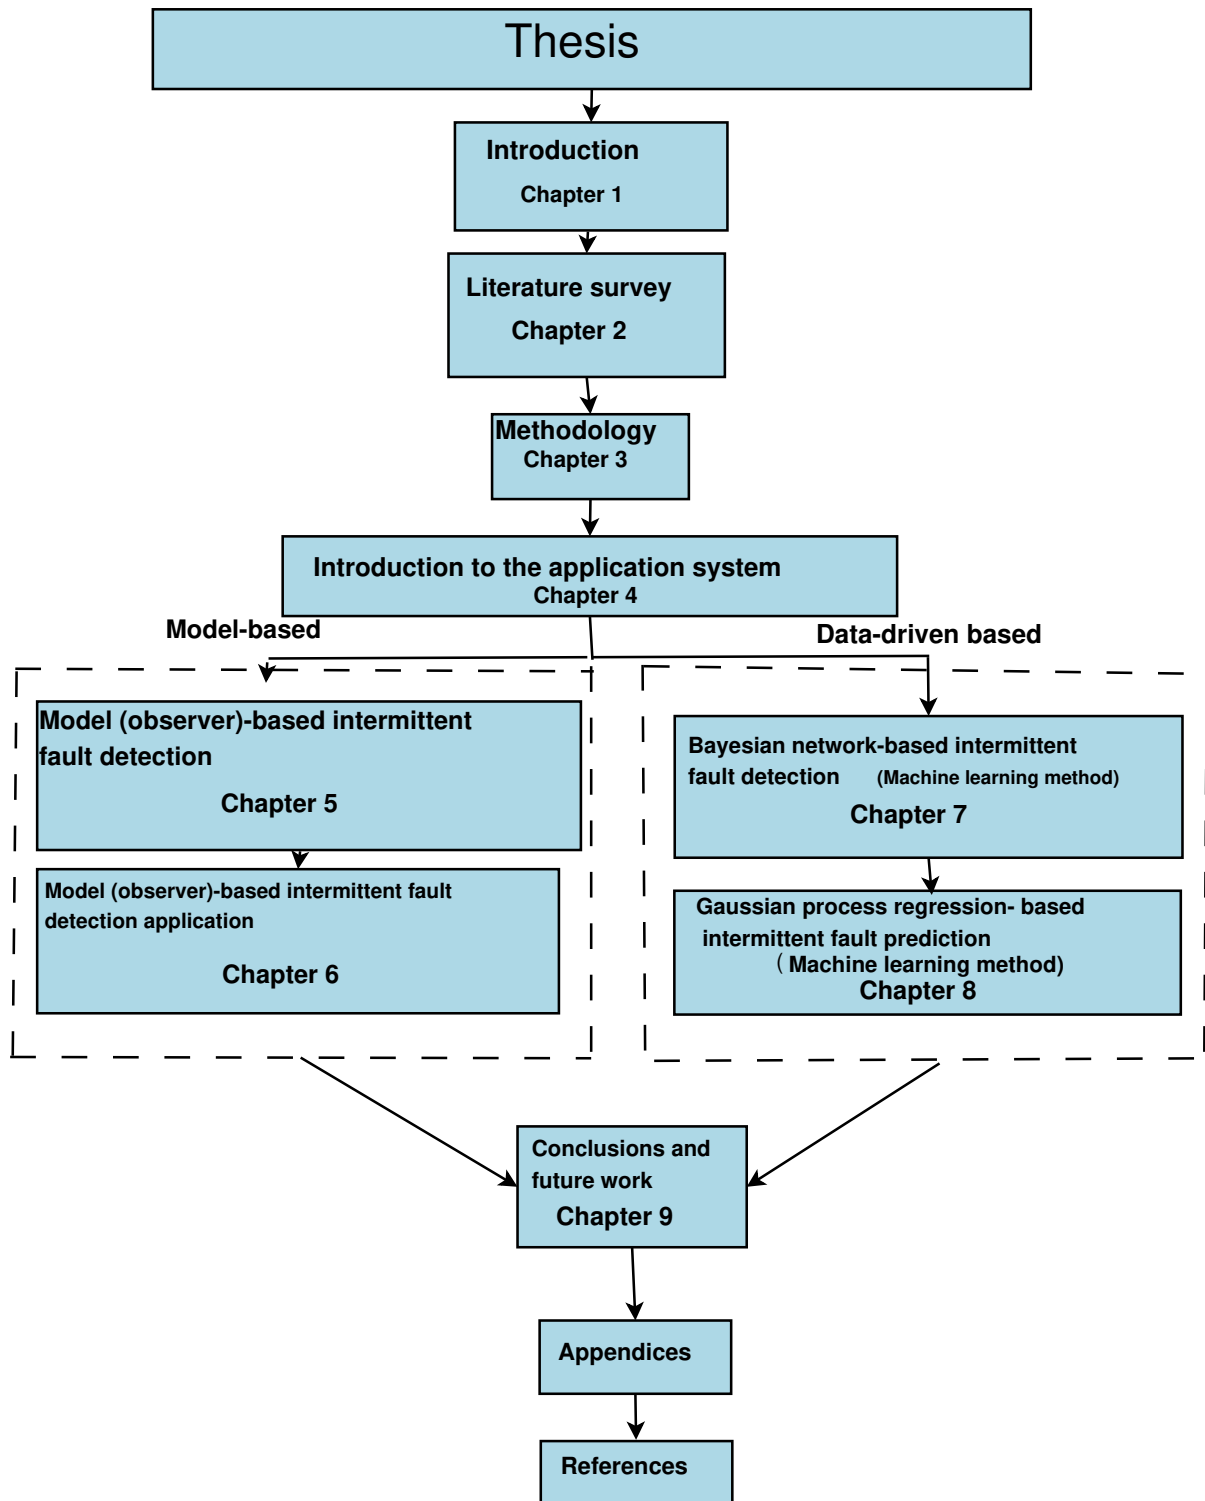 Thesis
Introduction
Chapter 1
Literature survey
Chapter 2
Methodology
Chapter 3
Introduction to the application system
Chapter 4
Model-based
Data-driven based
Model (observer)-based intermittent
fault detection
Chapter 5
Model (observer)-based intermittent fault
detection application
Chapter 6
Bayesian network-based intermittent
fault detection (Machine learning method)
Chapter 7
Gaussian process regression- based
intermittent fault prediction
( Machine learning method)
Chapter 8
Conclusions and
future work
Chapter 9
Appendices
References